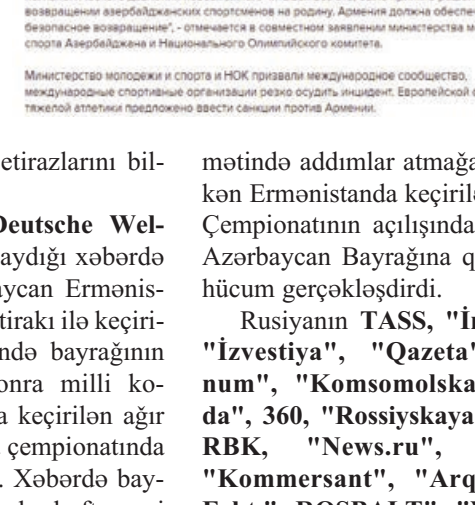 возвращении азербайджанских спортсменов на родину. Армения должна обеспе
безопасное возвращение", - отмечается в совместном заявлении министерства м
спорта Азербайджана и Национального Олимпийского комитета.
Министерство молодежи и спорта и НОК призвали международное сообщество,
международные спортивные организации резко осудить инцидент. Европейской
тяжелой атлетики предложено ввести санкции против Армении.
etirazlarını bil-
Deutsche Wel-
aydığı xəbərdə
aycan Ermənis-
tirakı ilə keçiri-
ndə bayrağının
onra milli ko-
a keçirilən ağır
çempionatında
. Xəbərdə bay-
mətində addımlar atmağa
kən Ermənistanda keçirilə
Çempionatının açılışında
Azərbaycan Bayrağına q
hücum gerçəkləşdirdi.
Rusiyanın TASS, "İn
"İzvestiya", "Qazeta"
num", "Komsomolska
da", 360, "Rossiyskaya
RBK, "News.ru",
"Kommersant", "Arq